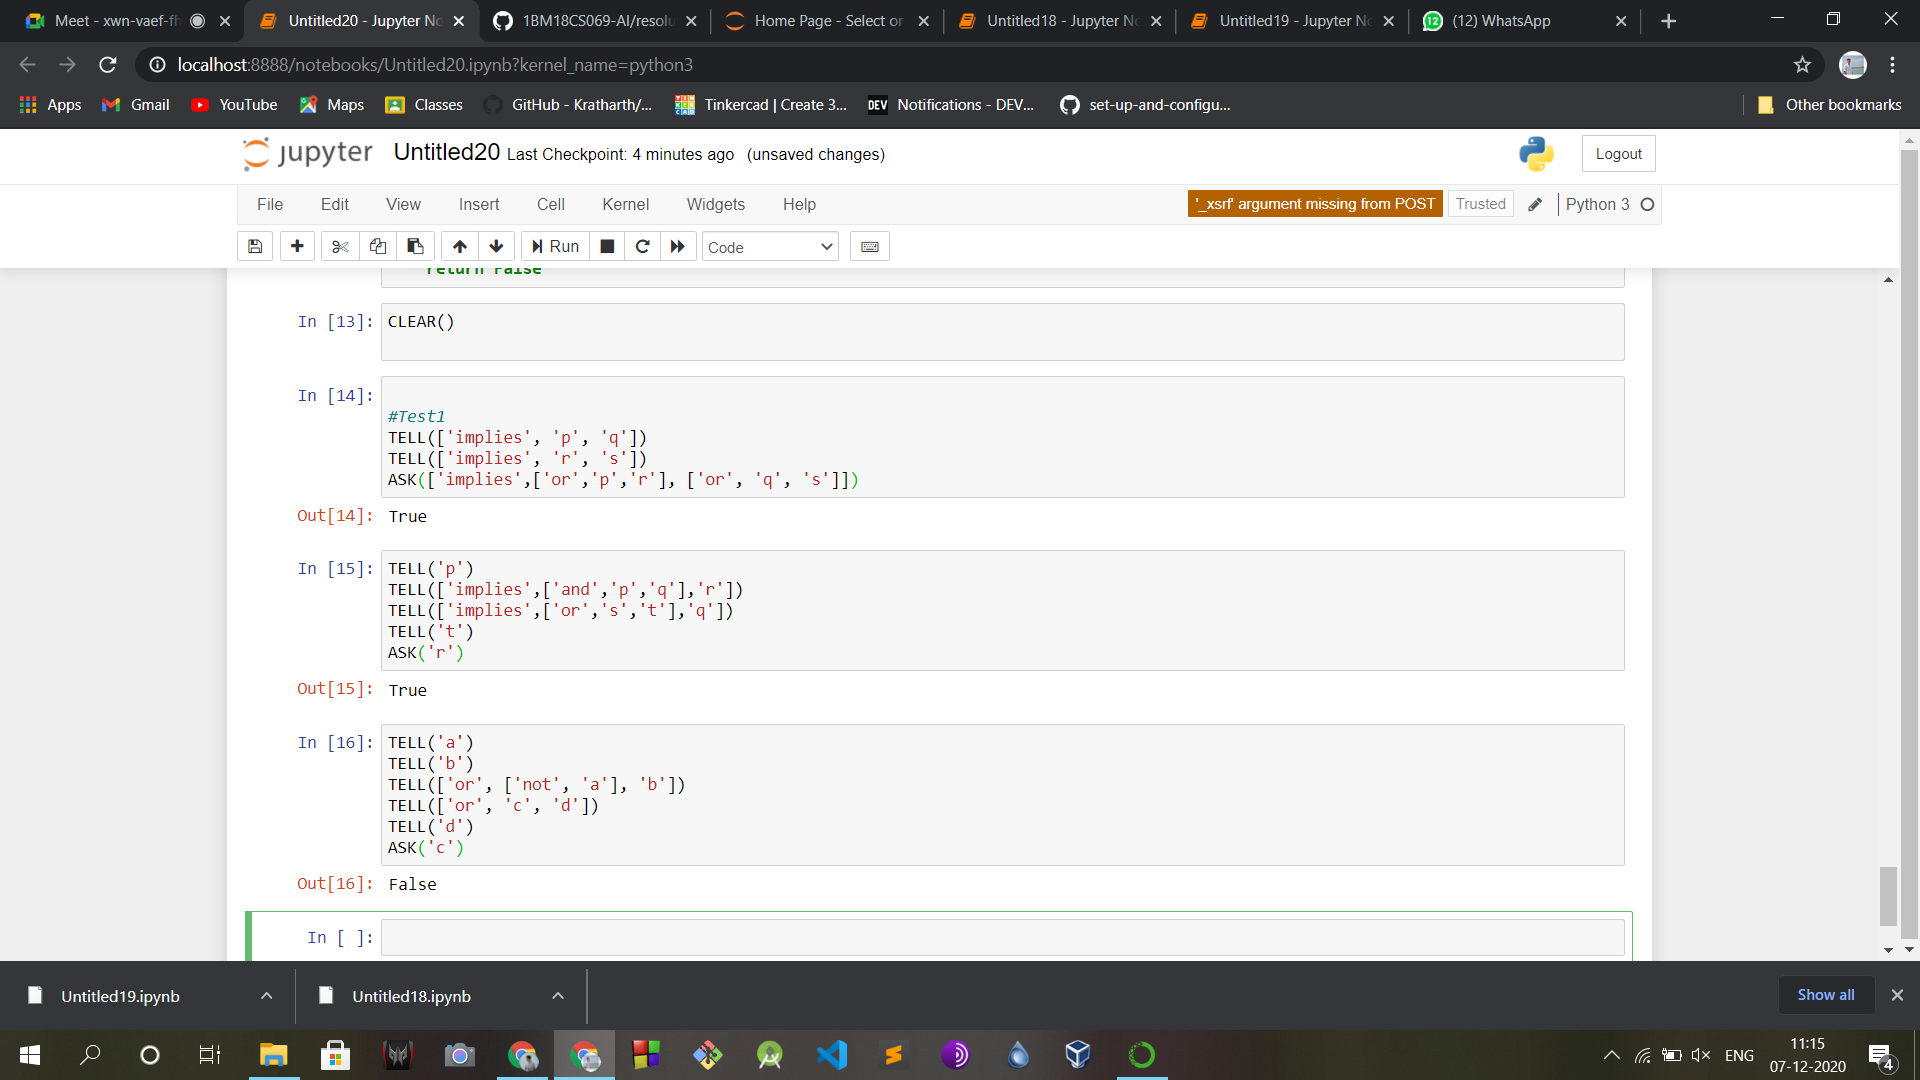 Meet - xwn-vaef-fh
Untitled20 - Jupyter No
1BM18CS069-AI/resolu
Home Page - Select or
Untitled18 - Jupyter No
Untitled19 - Jupyter No
(12) WhatsApp
localhost:8888/notebooks/Untitled20.ipynb?kernel_name=python3
Apps
Gmail
YouTube
Maps
Classes
GitHub - Kratharth/...
Tinkercad | Create 3...
DEV
Notifications - DEV...
set-up-and-configu...
Other bookmarks
jupyter
Untitled20 Last Checkpoint: 4 minutes ago (unsaved changes)
Logout
File
Edit
View
Insert
Cell
Kernel
Widgets
Help
'_xsrf' argument missing from POST
Trusted
Python 3
Run
Code
return False
In [13]: CLEAR()
In [14]:
#Test1
TELL(['implies', 'p', 'q'])
TELL(['implies', 'r', 's'])
ASK(['implies',['or','p','r'], ['or', 'q', 's']])
Out[14]: True
In [15]: TELL('p')
TELL(['implies',['and','p','q'],'r'])
TELL(['implies',['or','s','t'],'q'])
TELL('t')
ASK('r')
Out[15]: True
In [16]: TELL('a')
TELL('b')
TELL(['or', ['not', 'a'], 'b'])
TELL(['or', 'c', 'd'])
TELL('d')
ASK('c')
Out[16]: False
In [ ]:
Untitled19.ipynb
Untitled18.ipynb
Show all
ENG
11:15
07-12-2020
4